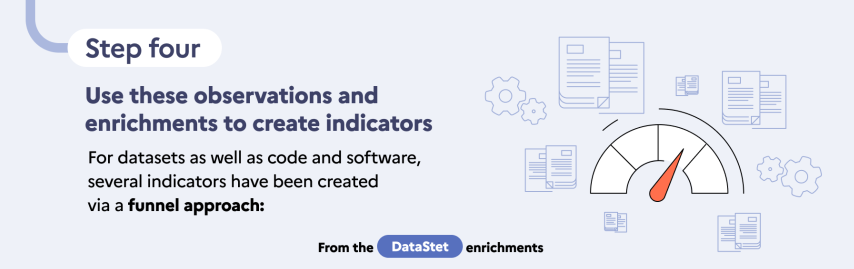 Step four
Use these observations and
enrichments to create indicators
For datasets as well as code and software,
several indicators have been created
via a funnel approach:
From the DataStet enrichments